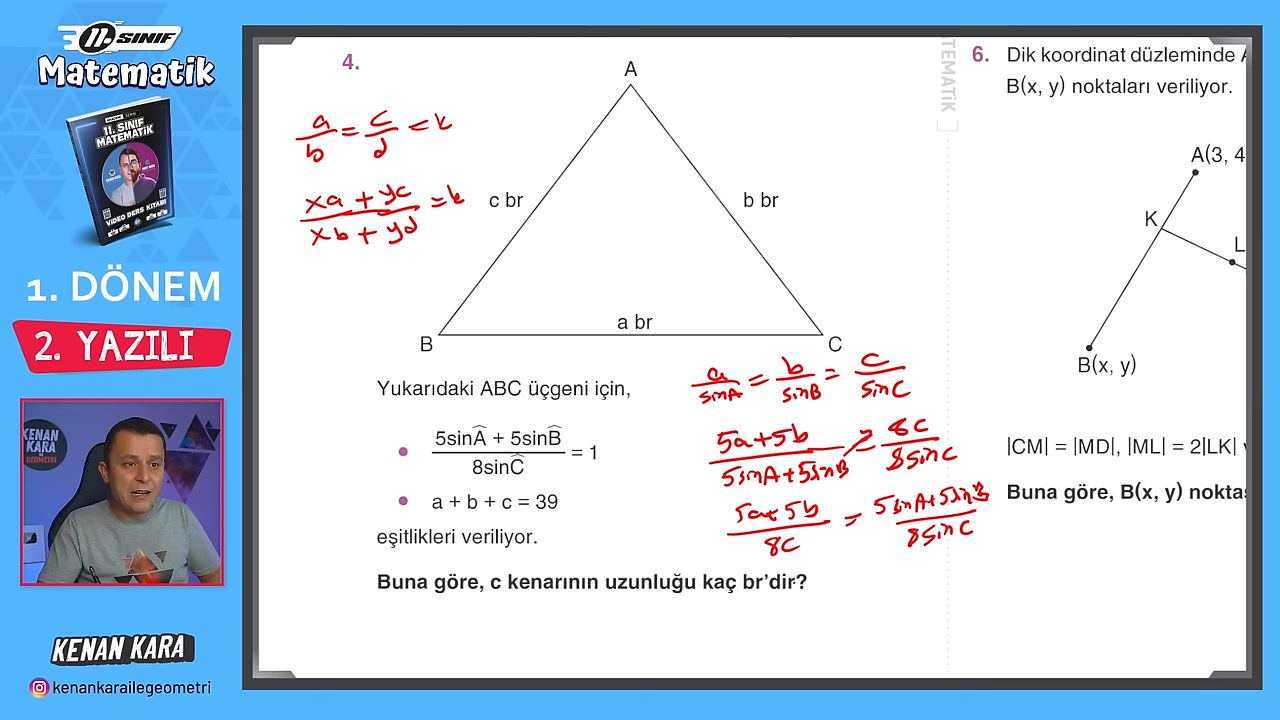 11. SINIF
Matematik
11. SINIF
MATEMATİK
VİDEO DERS KİTABI
1. DÖNEM
2. YAZILI
KENAN
KARA
GEOMETRİ
KENAN KARA
kenankarailegeometri
4.
A
c br
b br
a br
B
C
a/b = c/d = k
xa + yc / xb + yd = k
Yukarıdaki ABC üçgeni için,
5sinÂ + 5sinB̂ / 8sinĈ = 1
a + b + c = 39
eşitlikleri veriliyor.
Buna göre, c kenarının uzunluğu kaç br’dir?
a/sinA = b/sinB = c/sinC
5a+5b / 5sinA+5sinB = 8c / 8sinC
5a+5b / 8c = 5sinA+5sinB / 8sinC
TEMATİK
6. Dik koordinat düzleminde A
B(x, y) noktaları veriliyor.
A(3, 4
K
L
B(x, y)
|CM| = |MD|, |ML| = 2|LK| v
Buna göre, B(x, y) noktas